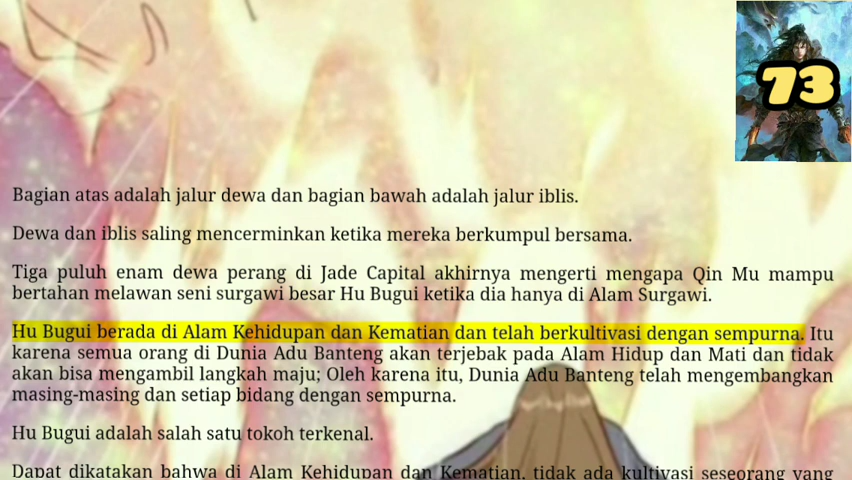 73
Bagian atas adalah jalur dewa dan bagian bawah adalah jalur iblis.
Dewa dan iblis saling mencerminkan ketika mereka berkumpul bersama.
Tiga puluh enam dewa perang di Jade Capital akhirnya mengerti mengapa Qin Mu mampu
bertahan melawan seni surgawi besar Hu Bugui ketika dia hanya di Alam Surgawi.
Hu Bugui berada di Alam Kehidupan dan Kematian dan telah berkultivasi dengan sempurna. Itu
karena semua orang di Dunia Adu Banteng akan terjebak pada Alam Hidup dan Mati dan tidak
akan bisa mengambil langkah maju; Oleh karena itu, Dunia Adu Banteng telah mengembangkan
masing-masing dan setiap bidang dengan sempurna.
Hu Bugui adalah salah satu tokoh terkenal.
Dapat dikatakan bahwa di Alam Kehidupan dan Kematian, tidak ada kultivasi seseorang yang